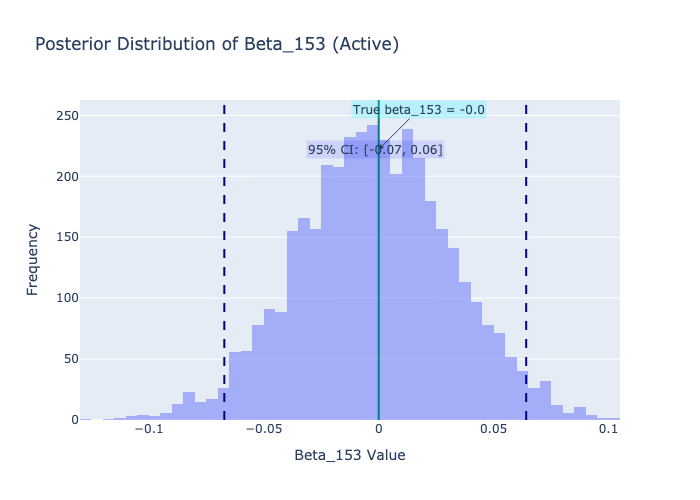 Posterior Distribution of Beta_153 (Active)
True beta_153 = -0.0
95% CI: [-0.07, 0.06]
250
200
150
100
50
0
Frequency
−0.1
−0.05
0
0.05
0.1
Beta_153 Value